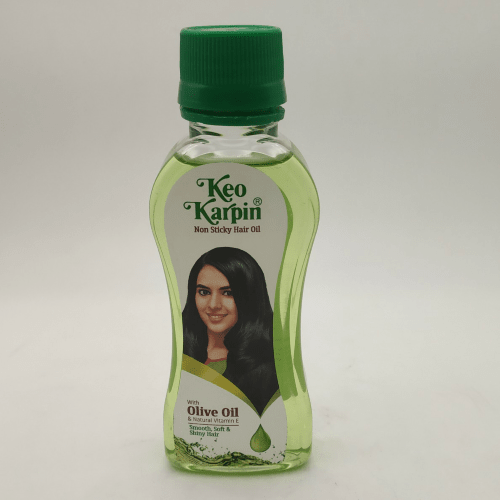 Keo
Karpin®
Non Sticky Hair Oil
With
Olive Oil
& Natural Vitamin E
Smooth, Soft &
Shiny Hair